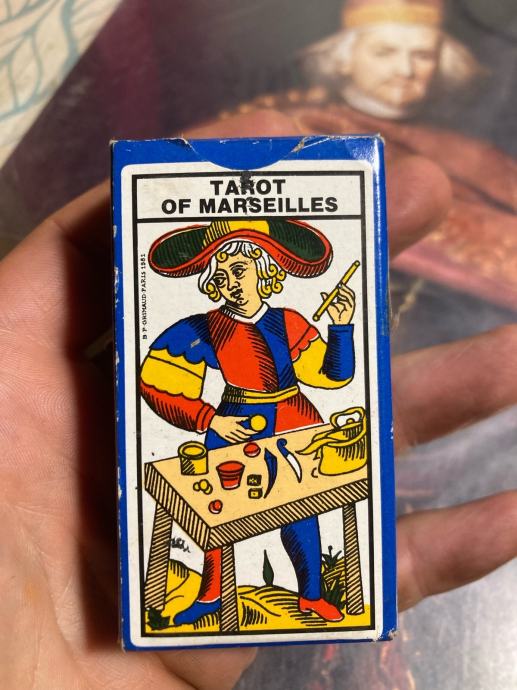 TAROT
OF MARSEILLES
B P GRIMAUD PARIS 1981